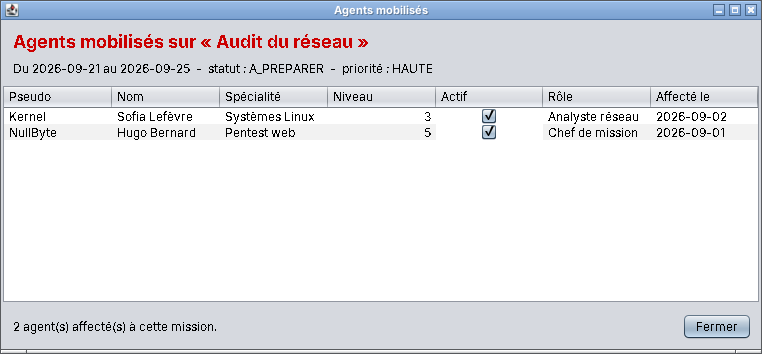 Agents mobilisés
Agents mobilisés sur « Audit du réseau »
Du 2026-09-21 au 2026-09-25 - statut : A_PREPARER - priorité : HAUTE
Pseudo Nom Spécialité Niveau Actif Rôle Affecté le
Kernel Sofia Lefèvre Systèmes Linux 3 Analyste réseau 2026-09-02
NullByte Hugo Bernard Pentest web 5 Chef de mission 2026-09-01
2 agent(s) affecté(s) à cette mission.
Fermer